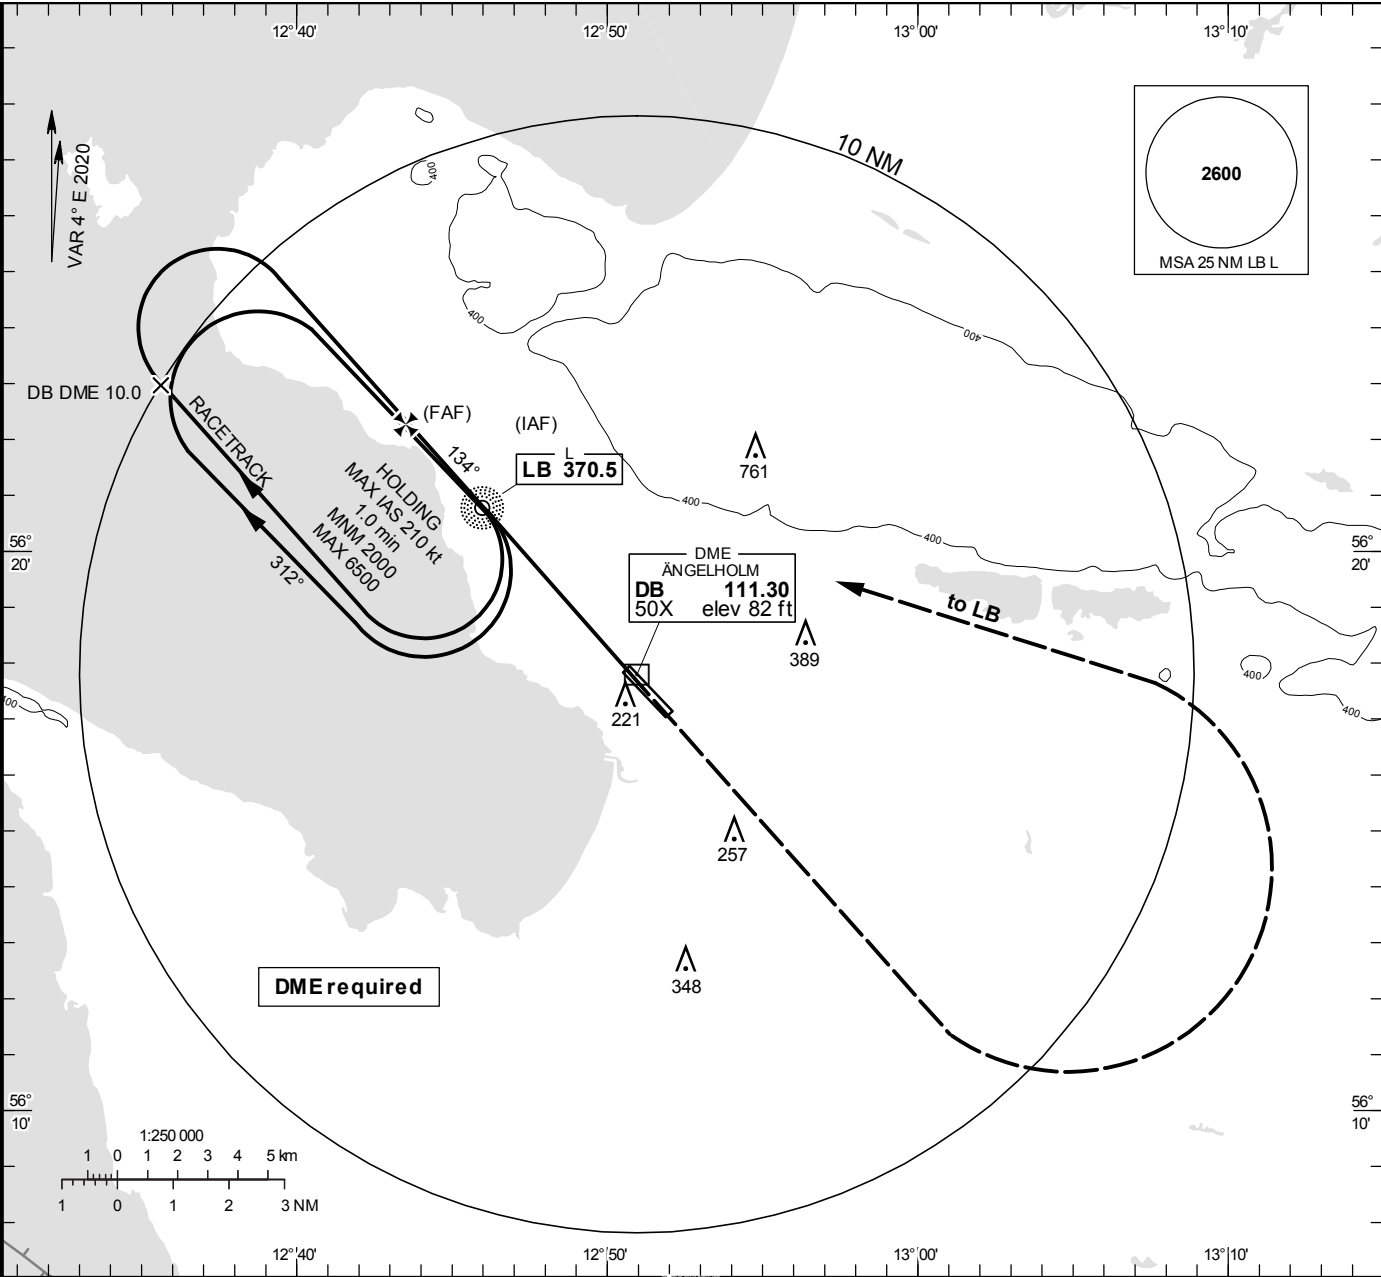 12°40'
12°50'
13°00'
13°10'
VAR 4° E 2020
10 NM
2600
MSA 25 NM LB L
400
400
400
DB DME 10.0
RACETRACK
(FAF)
(IAF)
134°
L
LB 370.5
HOLDING
MAX IAS 210 kt
1.0 min
MNM 2000
MAX 6500
312°
761
400
400
56°
20'
56°
20'
DME
ÄNGELHOLM
DB 111.30
50X elev 82 ft
to LB
389
400
400
400
221
257
348
DME required
56°
10'
56°
10'
1:250 000
1 0 1 2 3 4 5 km
1 0 1 2 3 NM
12°40'
12°50'
13°00'
13°10'